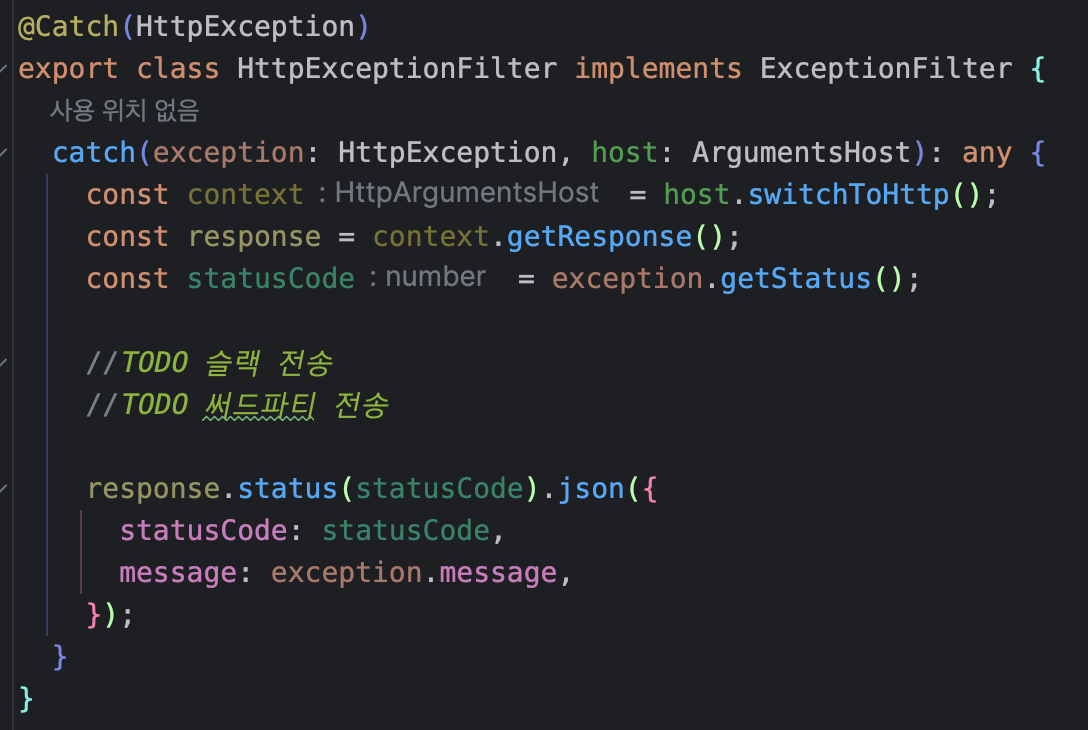 @Catch(HttpException)
export class HttpExceptionFilter implements ExceptionFilter {
사용 위치 없음
catch(exception: HttpException, host: ArgumentsHost): any {
const context : HttpArgumentsHost = host.switchToHttp();
const response = context.getResponse();
const statusCode : number = exception.getStatus();
//TODO 슬랙 전송
//TODO 써드파티 전송
response.status(statusCode).json({
statusCode: statusCode,
message: exception.message,
});
}
}